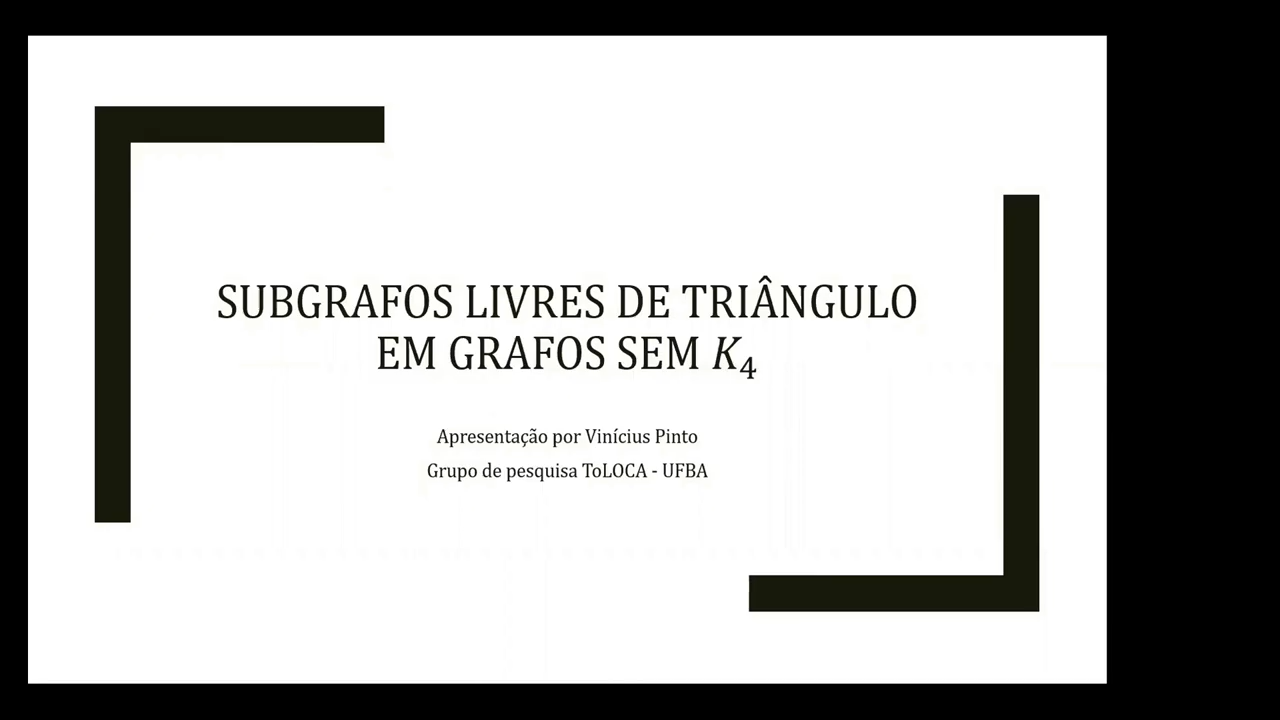 SUBGRAFOS LIVRES DE TRIÂNGULO
EM GRAFOS SEM K₄
Apresentação por Vinícius Pinto
Grupo de pesquisa ToLOCA - UFBA